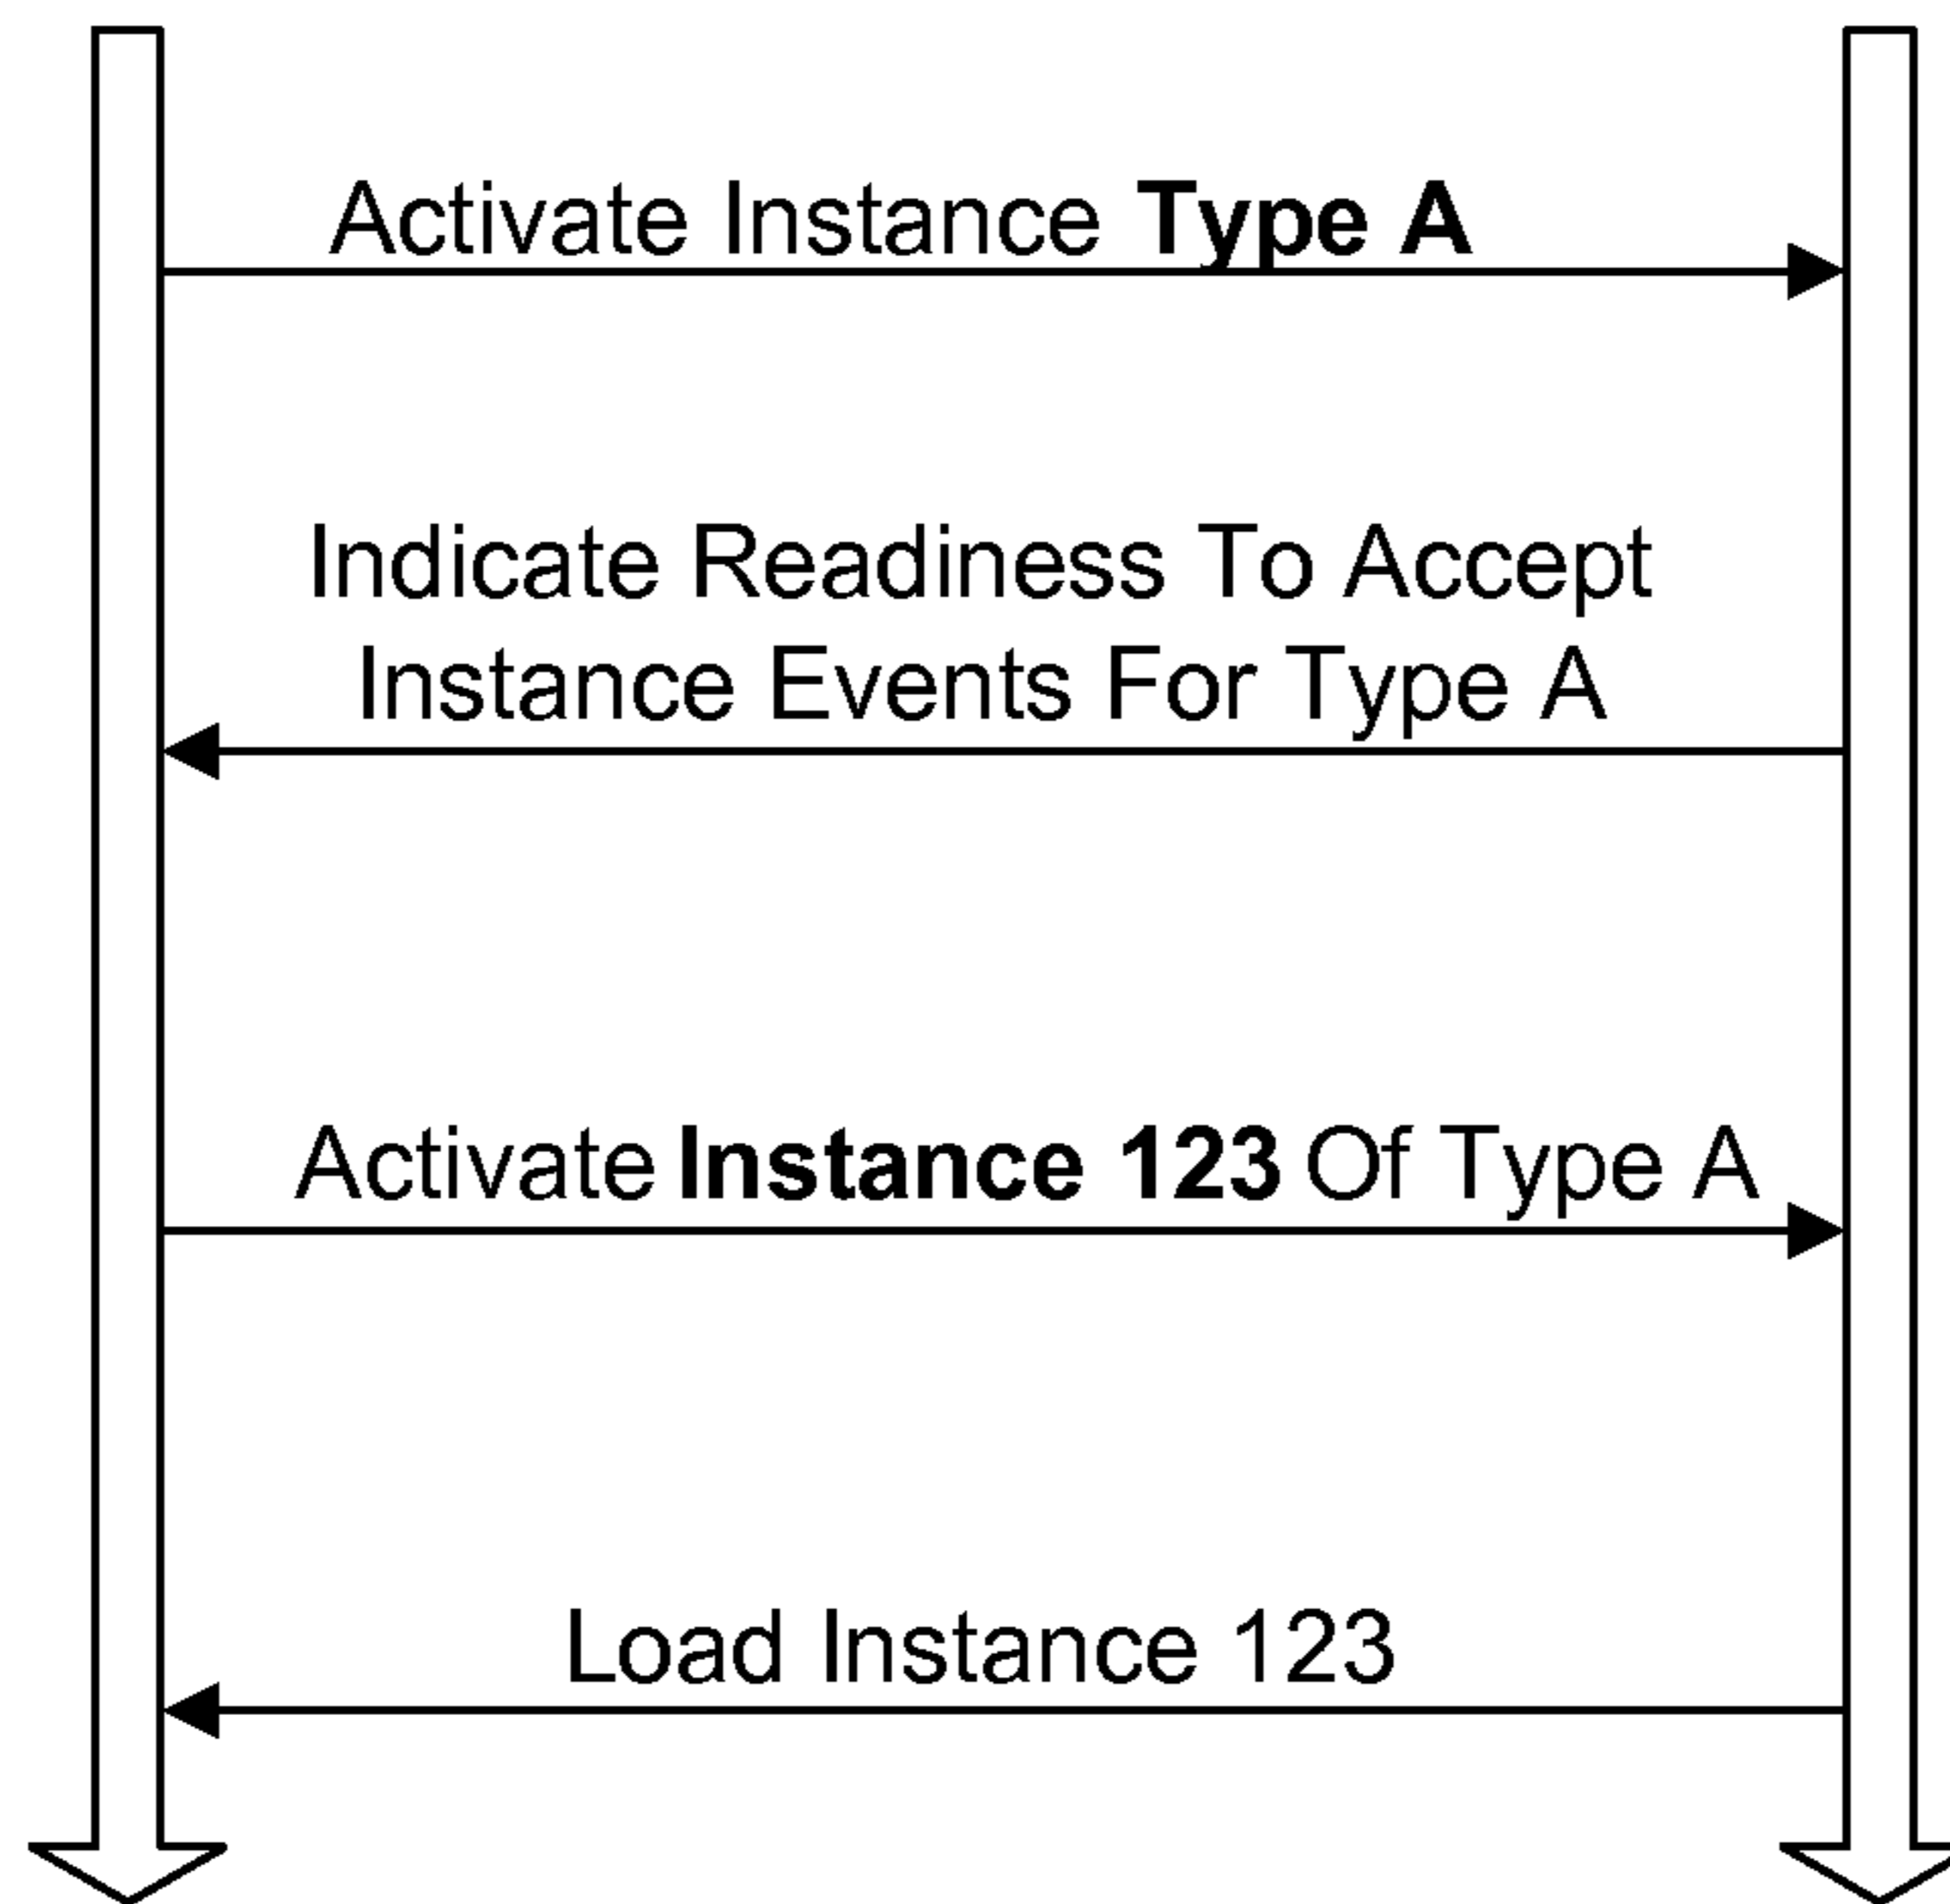 Activate Instance Type A
Indicate Readiness To Accept
Instance Events For Type A
Activate Instance 123 Of Type A
Load Instance 123